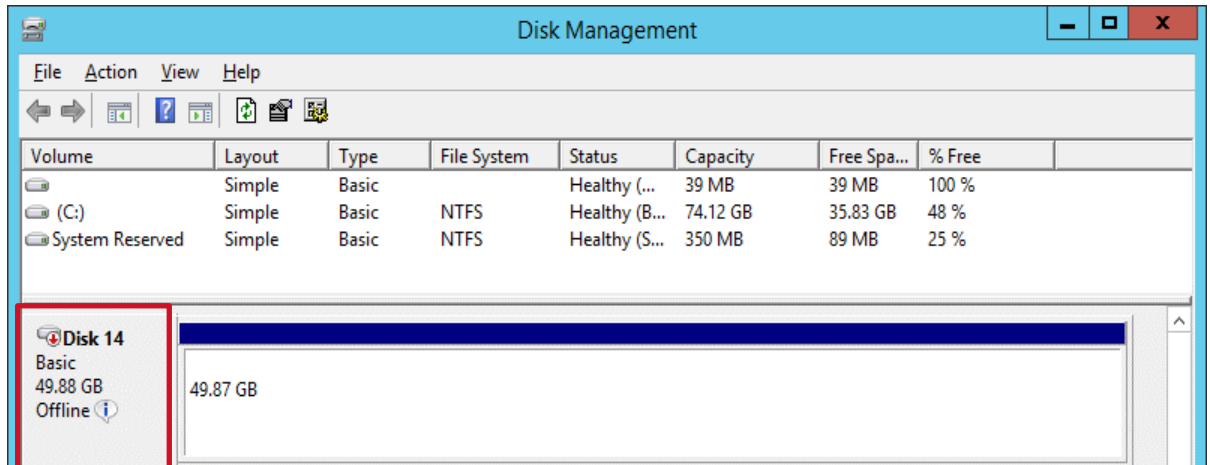 Disk Management
File Action View Help
Volume Layout Type File System Status Capacity Free Spa... % Free
Simple Basic Healthy (... 39 MB 39 MB 100 %
(C:) Simple Basic NTFS Healthy (B... 74.12 GB 35.83 GB 48 %
System Reserved Simple Basic NTFS Healthy (S... 350 MB 89 MB 25 %
Disk 14
Basic
49.88 GB
49.87 GB
Offline